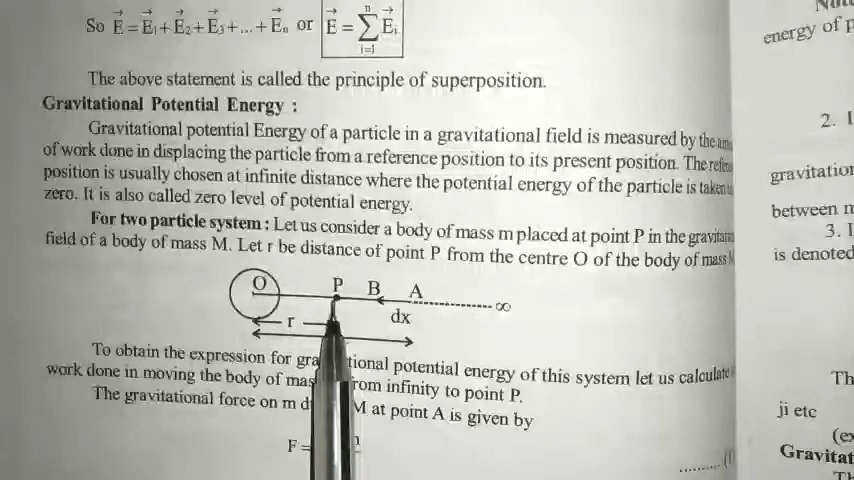 So E = E₁ + E₂ + E₃ + ... + Eₙ or E = Σ Eᵢ
n
i=1
The above statement is called the principle of superposition.
Gravitational Potential Energy :
Gravitational potential Energy of a particle in a gravitational field is measured by the
of work done in displacing the particle from a reference position to its present position. The
position is usually chosen at infinite distance where the potential energy of the particle is taken
zero. It is also called zero level of potential energy.
For two particle system : Let us consider a body of mass m placed at point P in the
field of a body of mass M. Let r be distance of point P from the centre O of the body of mass
O P B A ∞
r dx
To obtain the expression for tional potential energy of this system let us calculate
work done in moving the body of rom infinity to point P.
The gravitational force on m M at point A is given by
F =
energy of p
2. I
gravitation
between m
3. I
is denoted
Th
ji etc
(ex
Gravitat